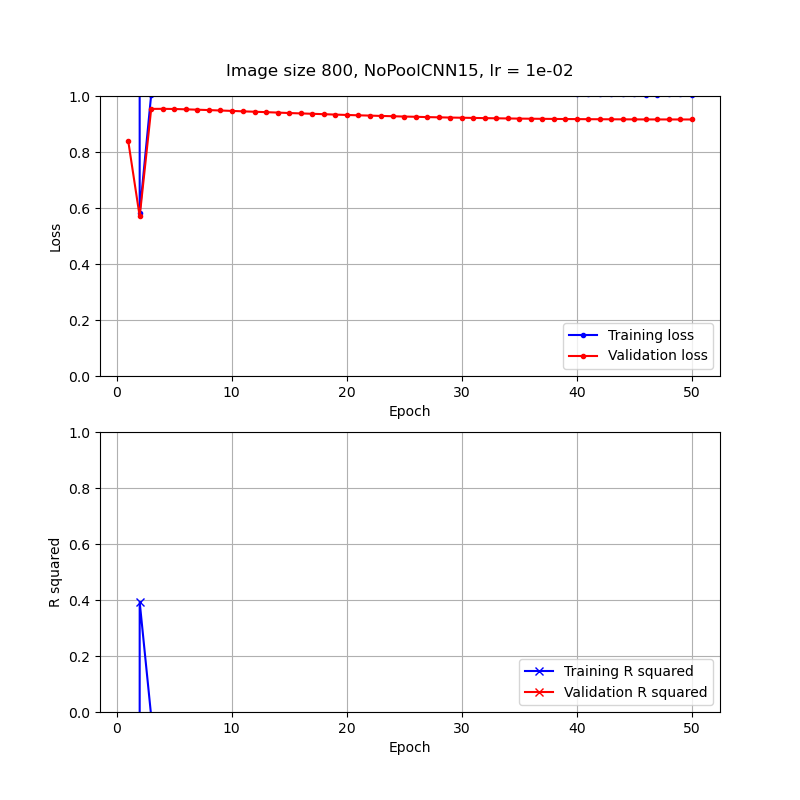 Image size 800, NoPoolCNN15, lr = 1e-02
1.0
0.8
0.6
0.4
0.2
0.0
Loss
Training loss
Validation loss
0 10 20 30 40 50
Epoch
1.0
0.8
0.6
0.4
0.2
0.0
R squared
Training R squared
Validation R squared
0 10 20 30 40 50
Epoch